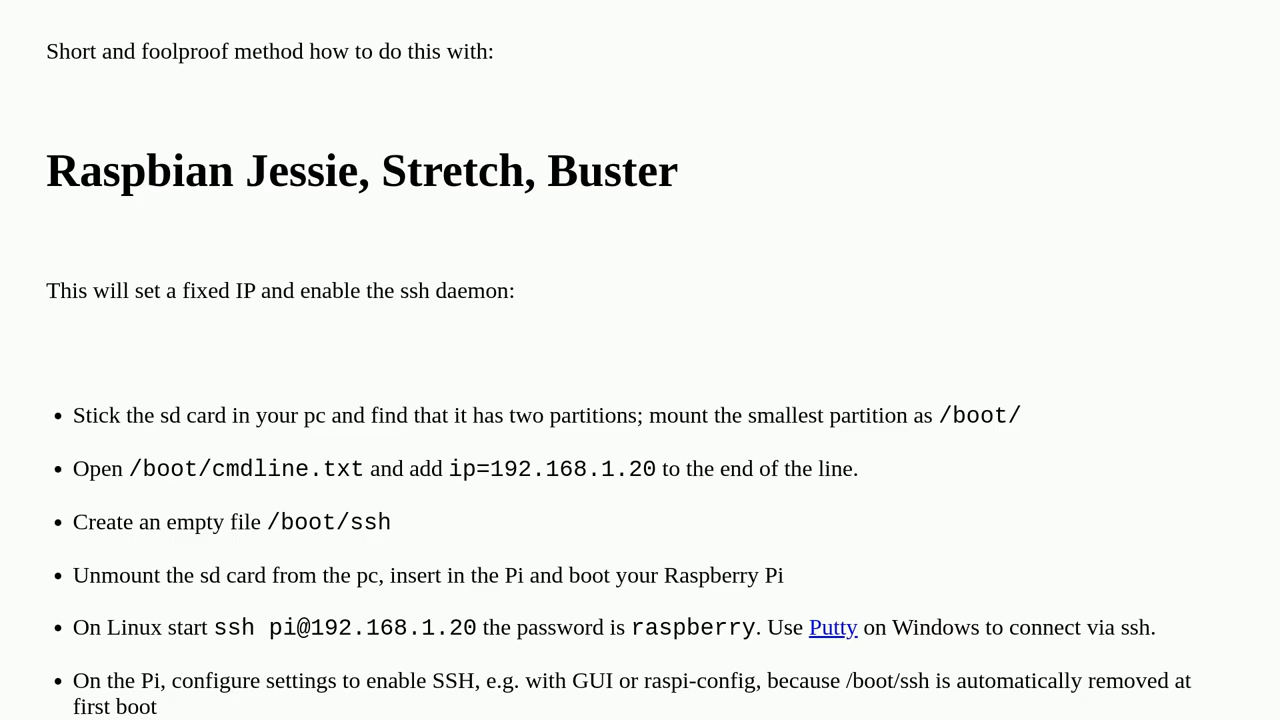 Short and foolproof method how to do this with:
Raspbian Jessie, Stretch, Buster
This will set a fixed IP and enable the ssh daemon:
• Stick the sd card in your pc and find that it has two partitions; mount the smallest partition as /boot/
• Open /boot/cmdline.txt and add ip=192.168.1.20 to the end of the line.
• Create an empty file /boot/ssh
• Unmount the sd card from the pc, insert in the Pi and boot your Raspberry Pi
• On Linux start ssh pi@192.168.1.20 the password is raspberry. Use Putty on Windows to connect via ssh.
• On the Pi, configure settings to enable SSH, e.g. with GUI or raspi-config, because /boot/ssh is automatically removed at
first boot